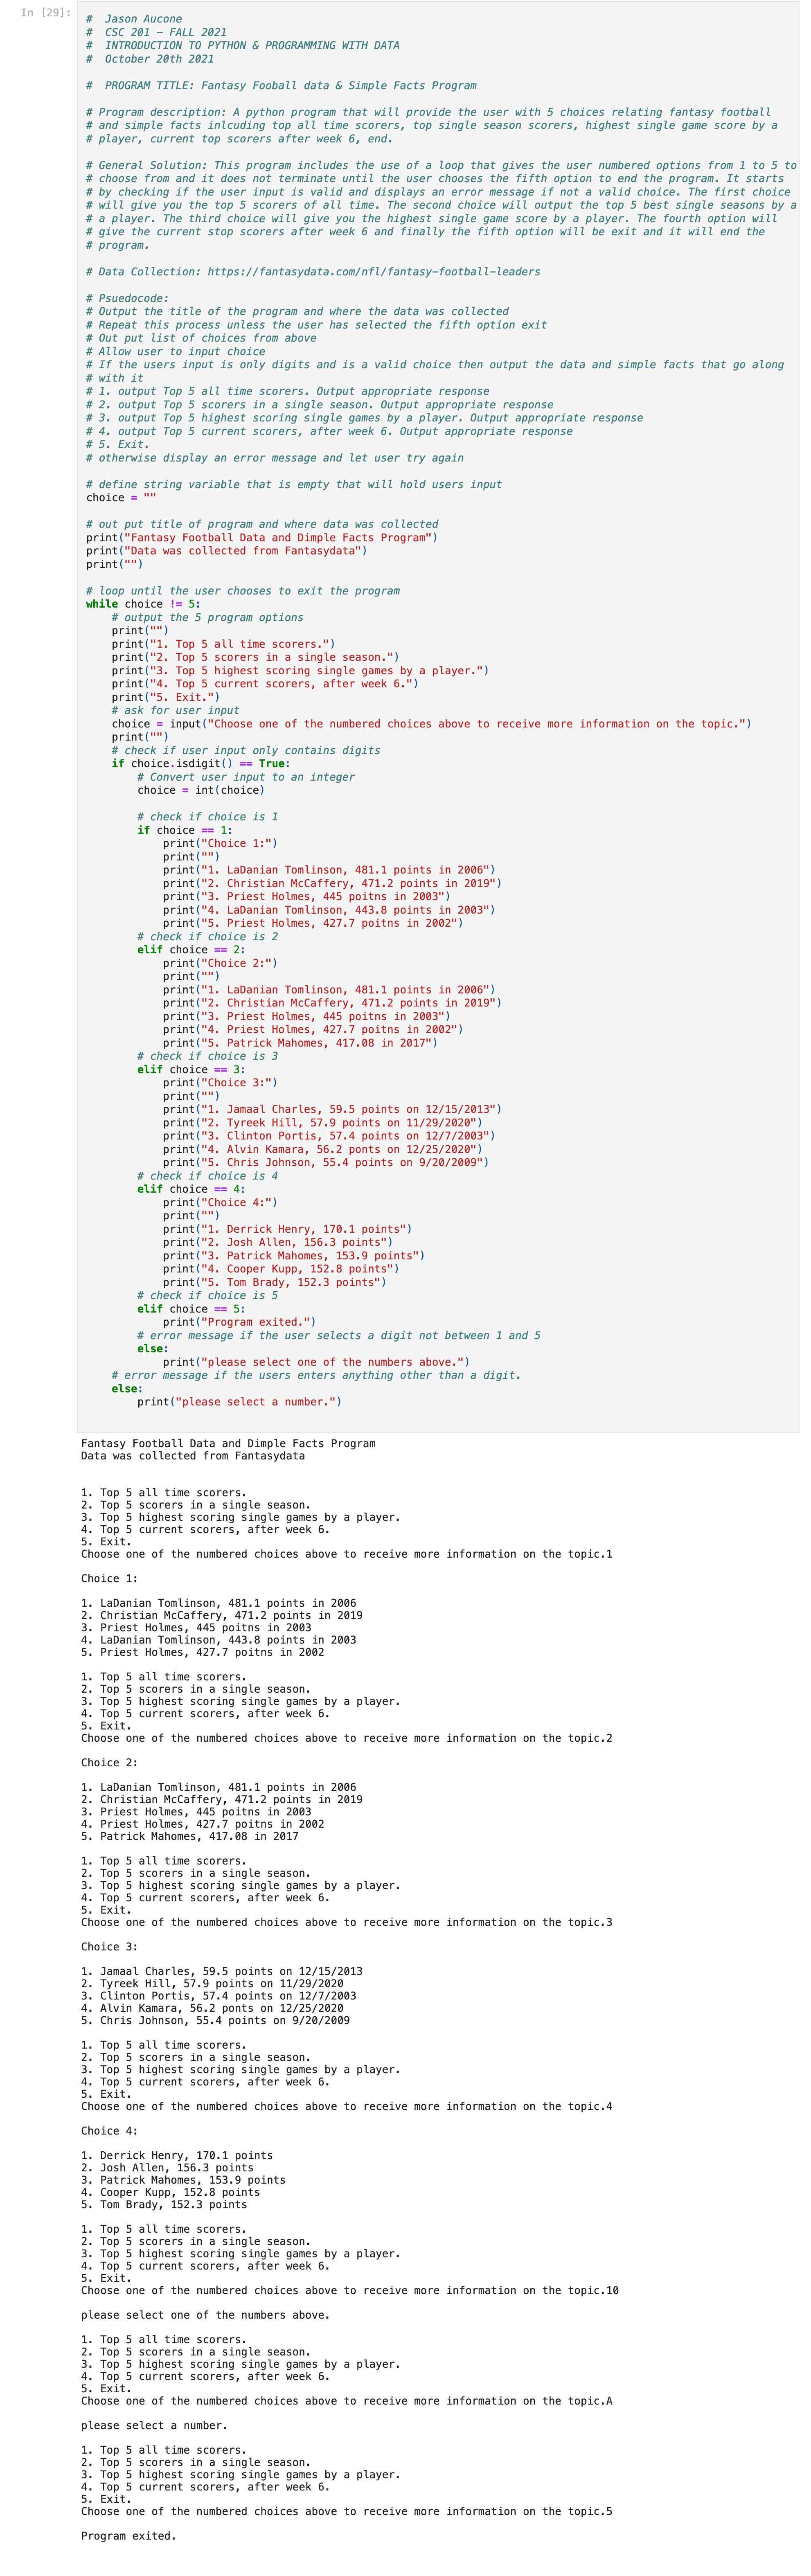 In [29]:
#  Jason Aucone
#  CSC 201 - FALL 2021
#  INTRODUCTION TO PYTHON & PROGRAMMING WITH DATA
#  October 20th 2021
#  PROGRAM TITLE: Fantasy Fooball data & Simple Facts Program
# Program description: A python program that will provide the user with 5 choices relating fantasy football
# and simple facts inlcuding top all time scorers, top single season scorers, highest single game score by a
# player, current top scorers after week 6, end.
# General Solution: This program includes the use of a loop that gives the user numbered options from 1 to 5 to
# choose from and it does not terminate until the user chooses the fifth option to end the program. It starts
# by checking if the user input is valid and displays an error message if not a valid choice. The first choice
# will give you the top 5 scorers of all time. The second choice will output the top 5 best single seasons by a
# a player. The third choice will give you the highest single game score by a player. The fourth option will
# give the current stop scorers after week 6 and finally the fifth option will be exit and it will end the
# program.
# Data Collection: https://fantasydata.com/nfl/fantasy-football-leaders
# Psuedocode:
# Output the title of the program and where the data was collected
# Repeat this process unless the user has selected the fifth option exit
# Out put list of choices from above
# Allow user to input choice
# If the users input is only digits and is a valid choice then output the data and simple facts that go along
# with it
# 1. output Top 5 all time scorers. Output appropriate response
# 2. output Top 5 scorers in a single season. Output appropriate response
# 3. output Top 5 highest scoring single games by a player. Output appropriate response
# 4. output Top 5 current scorers, after week 6. Output appropriate response
# 5. Exit.
# otherwise display an error message and let user try again
# define string variable that is empty that will hold users input
choice = ""
# out put title of program and where data was collected
print("Fantasy Football Data and Dimple Facts Program")
print("Data was collected from Fantasydata")
print("")
# loop until the user chooses to exit the program
while choice != 5:
    # output the 5 program options
    print("")
    print("1. Top 5 all time scorers.")
    print("2. Top 5 scorers in a single season.")
    print("3. Top 5 highest scoring single games by a player.")
    print("4. Top 5 current scorers, after week 6.")
    print("5. Exit.")
    # ask for user input
    choice = input("Choose one of the numbered choices above to receive more information on the topic.")
    print("")
    # check if user input only contains digits
    if choice.isdigit() == True:
        # Convert user input to an integer
        choice = int(choice)
        # check if choice is 1
        if choice == 1:
            print("Choice 1:")
            print("")
            print("1. LaDanian Tomlinson, 481.1 points in 2006")
            print("2. Christian McCaffery, 471.2 points in 2019")
            print("3. Priest Holmes, 445 poitns in 2003")
            print("4. LaDanian Tomlinson, 443.8 points in 2003")
            print("5. Priest Holmes, 427.7 poitns in 2002")
        # check if choice is 2
        elif choice == 2:
            print("Choice 2:")
            print("")
            print("1. LaDanian Tomlinson, 481.1 points in 2006")
            print("2. Christian McCaffery, 471.2 points in 2019")
            print("3. Priest Holmes, 445 poitns in 2003")
            print("4. Priest Holmes, 427.7 poitns in 2002")
            print("5. Patrick Mahomes, 417.08 in 2017")
        # check if choice is 3
        elif choice == 3:
            print("Choice 3:")
            print("")
            print("1. Jamaal Charles, 59.5 points on 12/15/2013")
            print("2. Tyreek Hill, 57.9 points on 11/29/2020")
            print("3. Clinton Portis, 57.4 points on 12/7/2003")
            print("4. Alvin Kamara, 56.2 ponts on 12/25/2020")
            print("5. Chris Johnson, 55.4 points on 9/20/2009")
        # check if choice is 4
        elif choice == 4:
            print("Choice 4:")
            print("")
            print("1. Derrick Henry, 170.1 points")
            print("2. Josh Allen, 156.3 points")
            print("3. Patrick Mahomes, 153.9 points")
            print("4. Cooper Kupp, 152.8 points")
            print("5. Tom Brady, 152.3 points")
        # check if choice is 5
        elif choice == 5:
            print("Program exited.")
        # error message if the user selects a digit not between 1 and 5
        else:
            print("please select one of the numbers above.")
    # error message if the users enters anything other than a digit.
    else:
        print("please select a number.")
Fantasy Football Data and Dimple Facts Program
Data was collected from Fantasydata
1. Top 5 all time scorers.
2. Top 5 scorers in a single season.
3. Top 5 highest scoring single games by a player.
4. Top 5 current scorers, after week 6.
5. Exit.
Choose one of the numbered choices above to receive more information on the topic.1
Choice 1:
1. LaDanian Tomlinson, 481.1 points in 2006
2. Christian McCaffery, 471.2 points in 2019
3. Priest Holmes, 445 poitns in 2003
4. LaDanian Tomlinson, 443.8 points in 2003
5. Priest Holmes, 427.7 poitns in 2002
1. Top 5 all time scorers.
2. Top 5 scorers in a single season.
3. Top 5 highest scoring single games by a player.
4. Top 5 current scorers, after week 6.
5. Exit.
Choose one of the numbered choices above to receive more information on the topic.2
Choice 2:
1. LaDanian Tomlinson, 481.1 points in 2006
2. Christian McCaffery, 471.2 points in 2019
3. Priest Holmes, 445 poitns in 2003
4. Priest Holmes, 427.7 poitns in 2002
5. Patrick Mahomes, 417.08 in 2017
1. Top 5 all time scorers.
2. Top 5 scorers in a single season.
3. Top 5 highest scoring single games by a player.
4. Top 5 current scorers, after week 6.
5. Exit.
Choose one of the numbered choices above to receive more information on the topic.3
Choice 3:
1. Jamaal Charles, 59.5 points on 12/15/2013
2. Tyreek Hill, 57.9 points on 11/29/2020
3. Clinton Portis, 57.4 points on 12/7/2003
4. Alvin Kamara, 56.2 ponts on 12/25/2020
5. Chris Johnson, 55.4 points on 9/20/2009
1. Top 5 all time scorers.
2. Top 5 scorers in a single season.
3. Top 5 highest scoring single games by a player.
4. Top 5 current scorers, after week 6.
5. Exit.
Choose one of the numbered choices above to receive more information on the topic.4
Choice 4:
1. Derrick Henry, 170.1 points
2. Josh Allen, 156.3 points
3. Patrick Mahomes, 153.9 points
4. Cooper Kupp, 152.8 points
5. Tom Brady, 152.3 points
1. Top 5 all time scorers.
2. Top 5 scorers in a single season.
3. Top 5 highest scoring single games by a player.
4. Top 5 current scorers, after week 6.
5. Exit.
Choose one of the numbered choices above to receive more information on the topic.10
please select one of the numbers above.
1. Top 5 all time scorers.
2. Top 5 scorers in a single season.
3. Top 5 highest scoring single games by a player.
4. Top 5 current scorers, after week 6.
5. Exit.
Choose one of the numbered choices above to receive more information on the topic.A
please select a number.
1. Top 5 all time scorers.
2. Top 5 scorers in a single season.
3. Top 5 highest scoring single games by a player.
4. Top 5 current scorers, after week 6.
5. Exit.
Choose one of the numbered choices above to receive more information on the topic.5
Program exited.